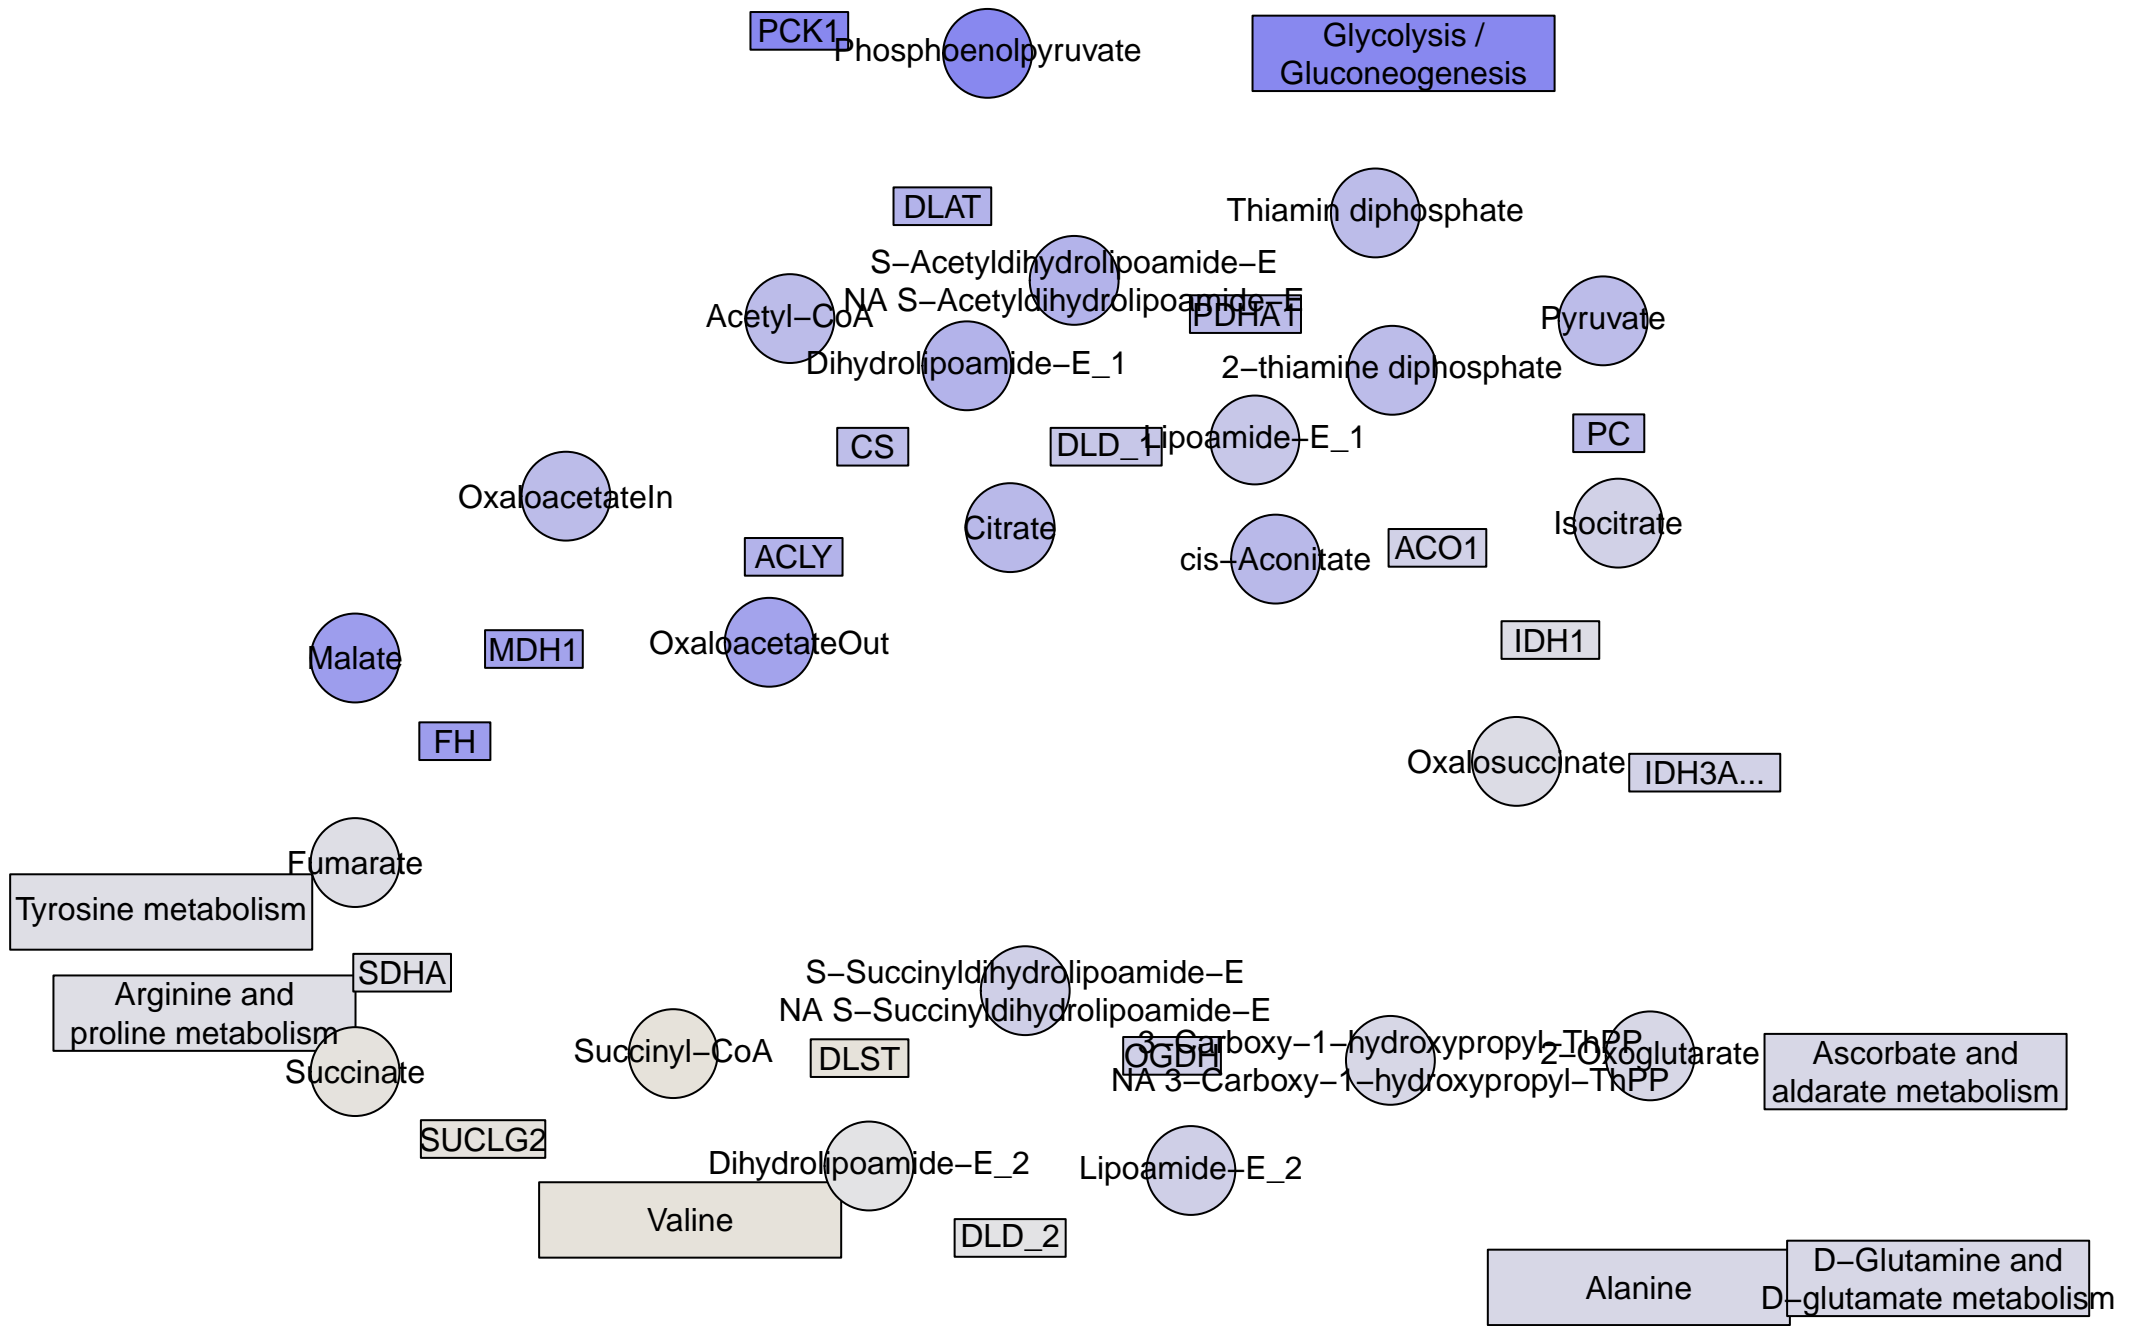 PCK1
Phosphoenolpyruvate
Glycolysis /
Gluconeogenesis
DLAT
Thiamin diphosphate
S−Acetyldihydrolipoamide−E
NA S−Acetyldihydrolipoamide−E
Acetyl−CoA
PDHA1
Pyruvate
Dihydrolipoamide−E_1
2−thiamine diphosphate
CS
DLD_1
Lipoamide−E_1
PC
OxaloacetateIn
Citrate
Isocitrate
ACLY
cis−Aconitate
ACO1
Malate
MDH1
OxaloacetateOut
IDH1
FH
Oxalosuccinate
IDH3A...
Fumarate
Tyrosine metabolism
SDHA
Arginine and
proline metabolism
S−Succinyldihydrolipoamide−E
NA S−Succinyldihydrolipoamide−E
Succinate
Succinyl−CoA
DLST
OGDH
3−Carboxy−1−hydroxypropyl−ThPP
NA 3−Carboxy−1−hydroxypropyl−ThPP
2−Oxoglutarate
Ascorbate and
aldarate metabolism
SUCLG2
Dihydrolipoamide−E_2
Lipoamide−E_2
Valine
DLD_2
Alanine
D−Glutamine and
D−glutamate metabolism